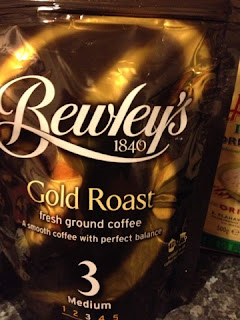 Bewley's
1840
Gold Roast
fresh ground coffee
A smooth coffee with perfect balance
3
Medium
1 2 3 4 5